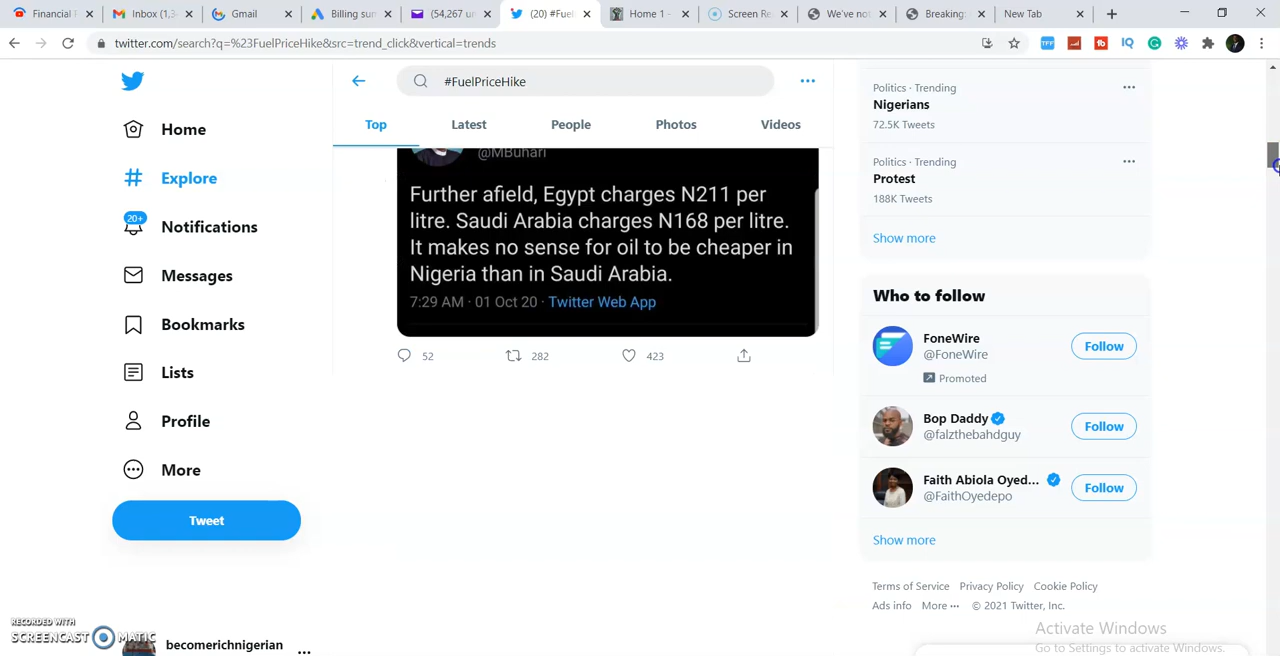 Financial F
Inbox (1,3
Gmail
Billing sum
(54,267 un
(20) #Fuel
Home 1 -
Screen Re
We've not
Breaking:
New Tab
twitter.com/search?q=%23FuelPriceHike&src=trend_click&vertical=trends
#FuelPriceHike
Top Latest People Photos Videos
Home
Explore
20+
Notifications
Messages
Bookmarks
Lists
Profile
More
Tweet
@MBuhari
Further afield, Egypt charges N211 per
litre. Saudi Arabia charges N168 per litre.
It makes no sense for oil to be cheaper in
Nigeria than in Saudi Arabia.
7:29 AM · 01 Oct 20 · Twitter Web App
52 282 423
Politics · Trending
Nigerians
72.5K Tweets
Politics · Trending
Protest
188K Tweets
Show more
Who to follow
FoneWire
@FoneWire
Follow
Promoted
Bop Daddy
@falzthebahdguy
Follow
Faith Abiola Oyed...
@FaithOyedepo
Follow
Show more
Terms of Service Privacy Policy Cookie Policy
Ads info More ··· © 2021 Twitter, Inc.
Activate Windows
Go to Settings to activate Windows.
RECORDED WITH
SCREENCAST MATIC
becomerichnigerian